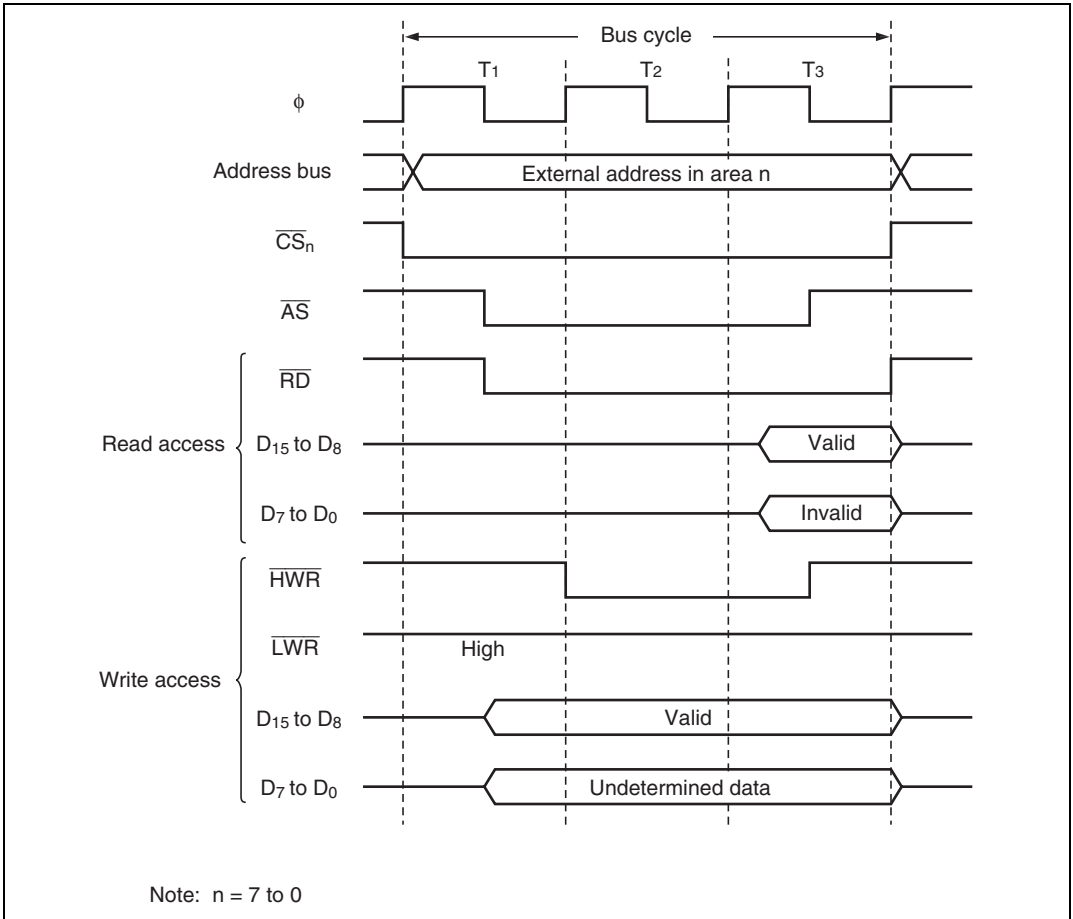 Bus cycle
T1 T2 T3
φ
Address bus External address in area n
CSn
AS
RD
Read access D15 to D8 Valid
D7 to D0 Invalid
HWR
LWR High
Write access
D15 to D8 Valid
D7 to D0 Undetermined data
Note: n = 7 to 0